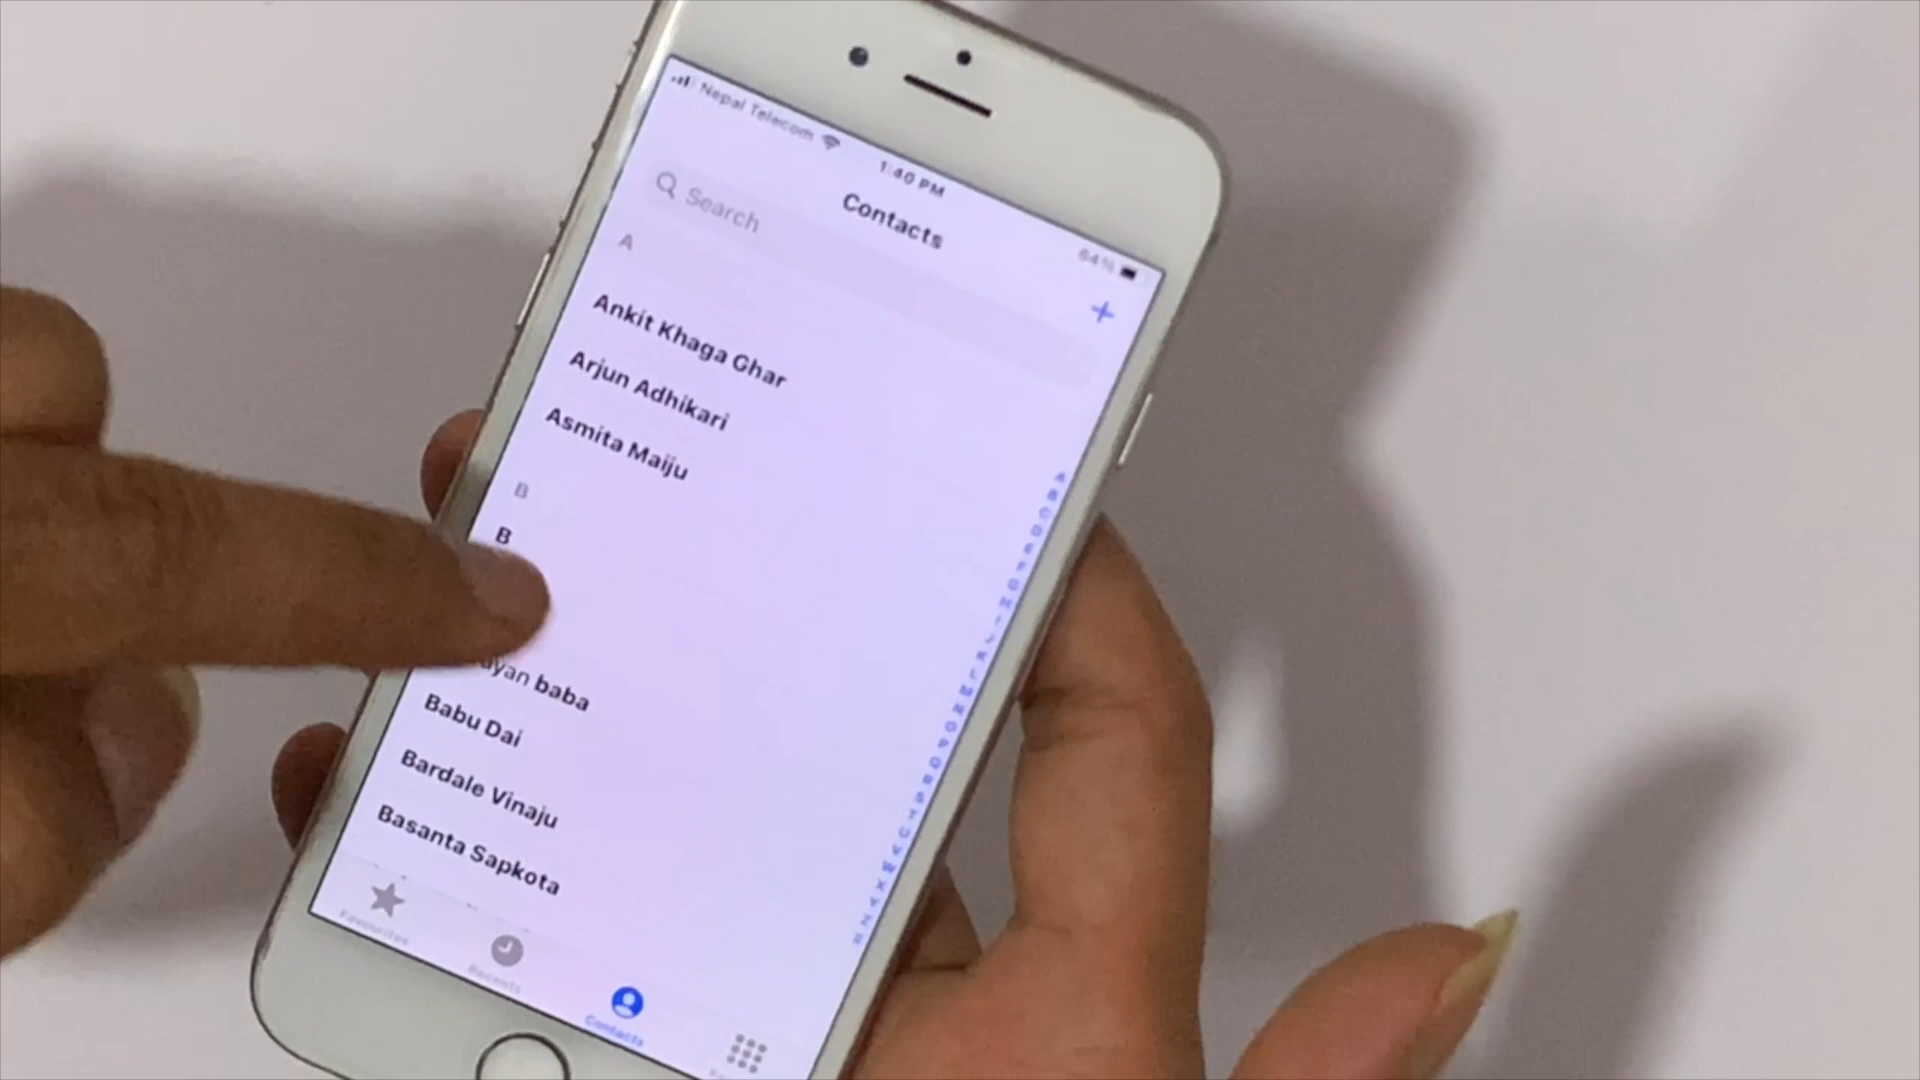 Nepal Telecom
1:40 PM
64%
Contacts
Search
A
Ankit Khaga Ghar
Arjun Adhikari
Asmita Maiju
B
B
baba
Babu Dai
Bardale Vinaju
Basanta Sapkota
Favourites
Recents
Contacts
A
B
C
D
E
F
G
H
I
J
K
L
M
N
O
P
Q
R
S
T
U
V
W
X
Y
Z
#